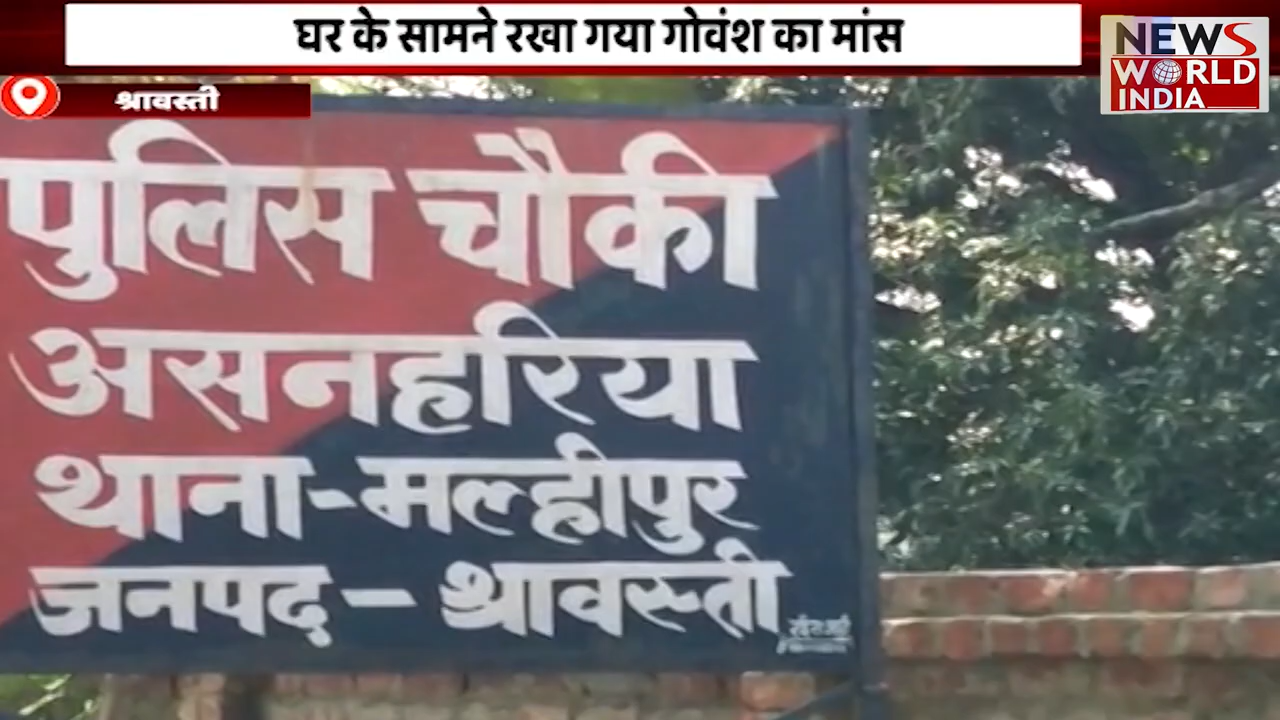 घर के सामने रखा गया गोवंश का मांस
NEWS
WORLD
INDIA
श्रावस्ती
पुलिस चौकी
असनहरिया
थाना-मल्हीपुर
जनपद-श्रावस्ती